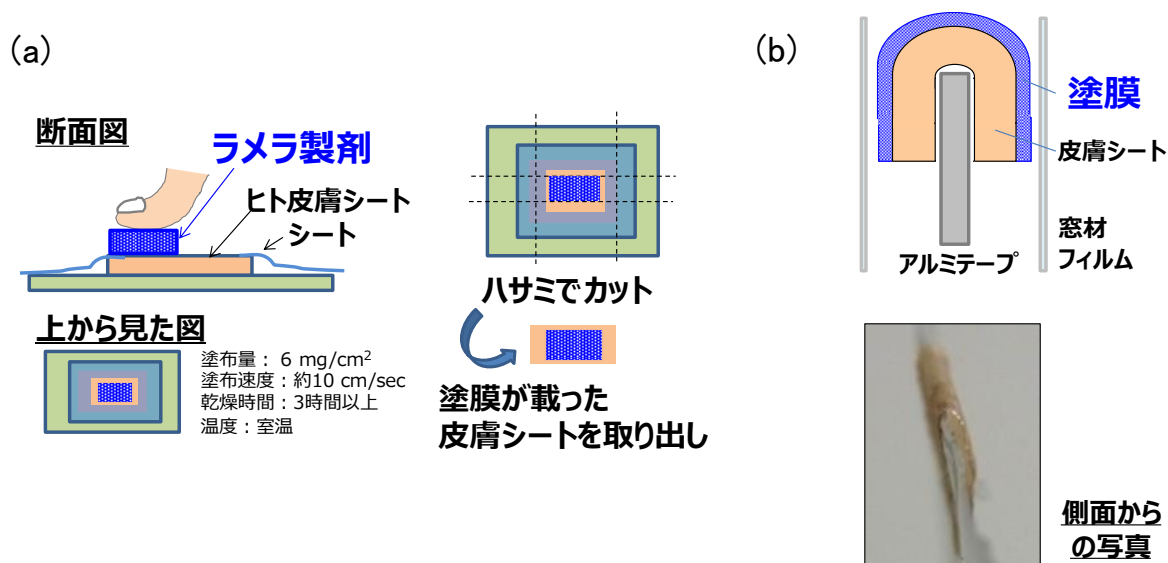 (a)
断面図
ラメラ製剤
ヒト皮膚シート
シート
上から見た図
塗布量： 6 mg/cm2
塗布速度：約10 cm/sec
乾燥時間：3時間以上
温度：室温
ハサミでカット
塗膜が載った
皮膚シートを取り出し
(b)
塗膜
皮膚シート
窓材
フィルム
アルミテープ
側面から
の写真